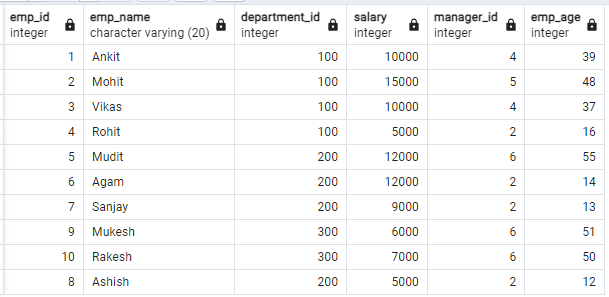 emp_id emp_name department_id salary manager_id emp_age
integer character varying (20) integer integer integer integer
1 Ankit 100 10000 4 39
2 Mohit 100 15000 5 48
3 Vikas 100 10000 4 37
4 Rohit 100 5000 2 16
5 Mudit 200 12000 6 55
6 Agam 200 12000 2 14
7 Sanjay 200 9000 2 13
9 Mukesh 300 6000 6 51
10 Rakesh 300 7000 6 50
8 Ashish 200 5000 2 12